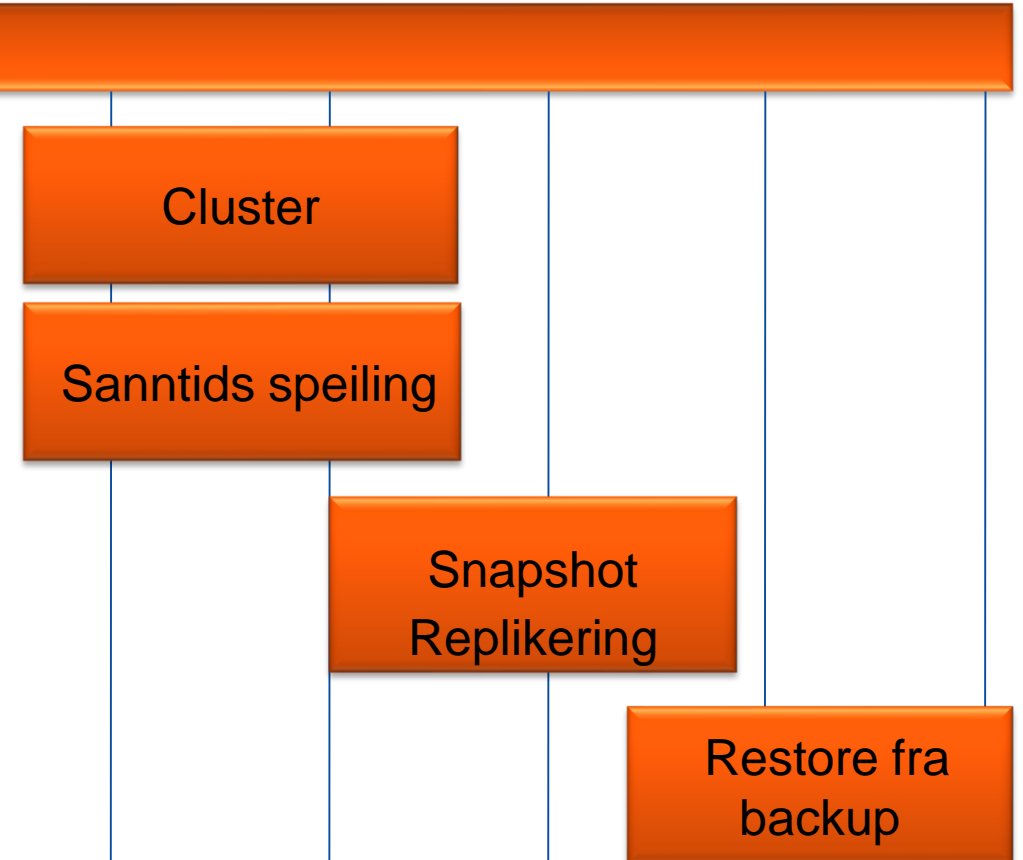 Cluster
Sanntids speiling
Snapshot
Replikering
Restore fra
backup